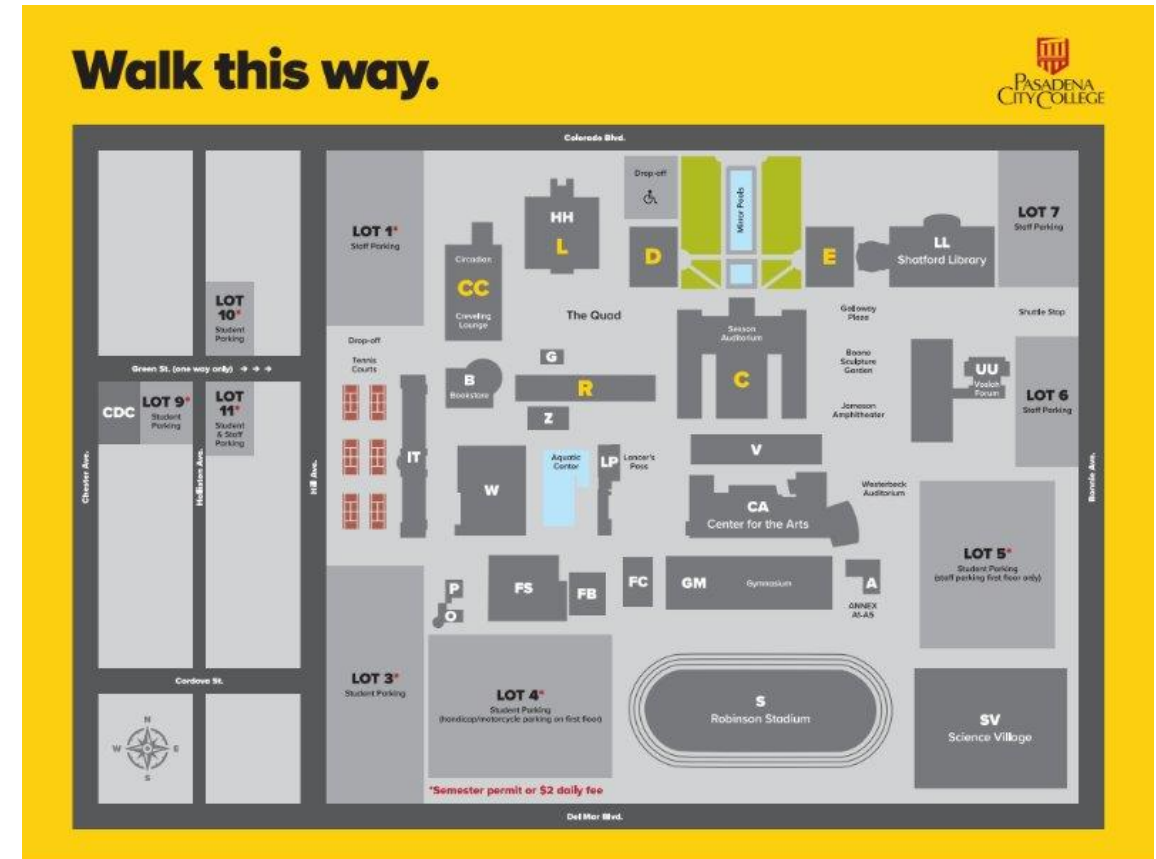 Walk this way.
PASADENA
CITY COLLEGE
Colorado Blvd.
LOT 1*
Staff Parking
HH
L
Drop-off
Mirror Pools
D
E
LL
Shatford Library
LOT 7
Staff Parking
Circadian
CC
Creveling
Lounge
The Quad
Sexson
Auditorium
C
Galloway
Plaza
Boone
Sculpture
Garden
Jameson
Amphitheater
Shuttle Stop
UU
Forum
LOT 6
Staff Parking
LOT
10*
Student
Parking
Green St. (one way only) → → →
CDC
LOT 9*
Student
Parking
LOT
11*
Student
& Staff
Parking
Chester Ave.
Holliston Ave.
Hill Ave.
Bonnie Ave.
Drop-off
Tennis
Courts
IT
B
Bookstore
G
R
Z
W
Aquatic
Center
LP
Lancer's
Pass
V
CA
Center for the Arts
Westerbeck
Auditorium
LOT 5*
Student Parking
(staff parking first floor only)
P
O
FS
FB
FC
GM
Gymnasium
A
ANNEX
A1-A5
Cordova St.
LOT 3*
Student Parking
LOT 4*
Student Parking
(handicap/motorcycle parking on first floor)
S
Robinson Stadium
SV
Science Village
N
W
E
S
*Semester permit or $2 daily fee
Del Mar Blvd.